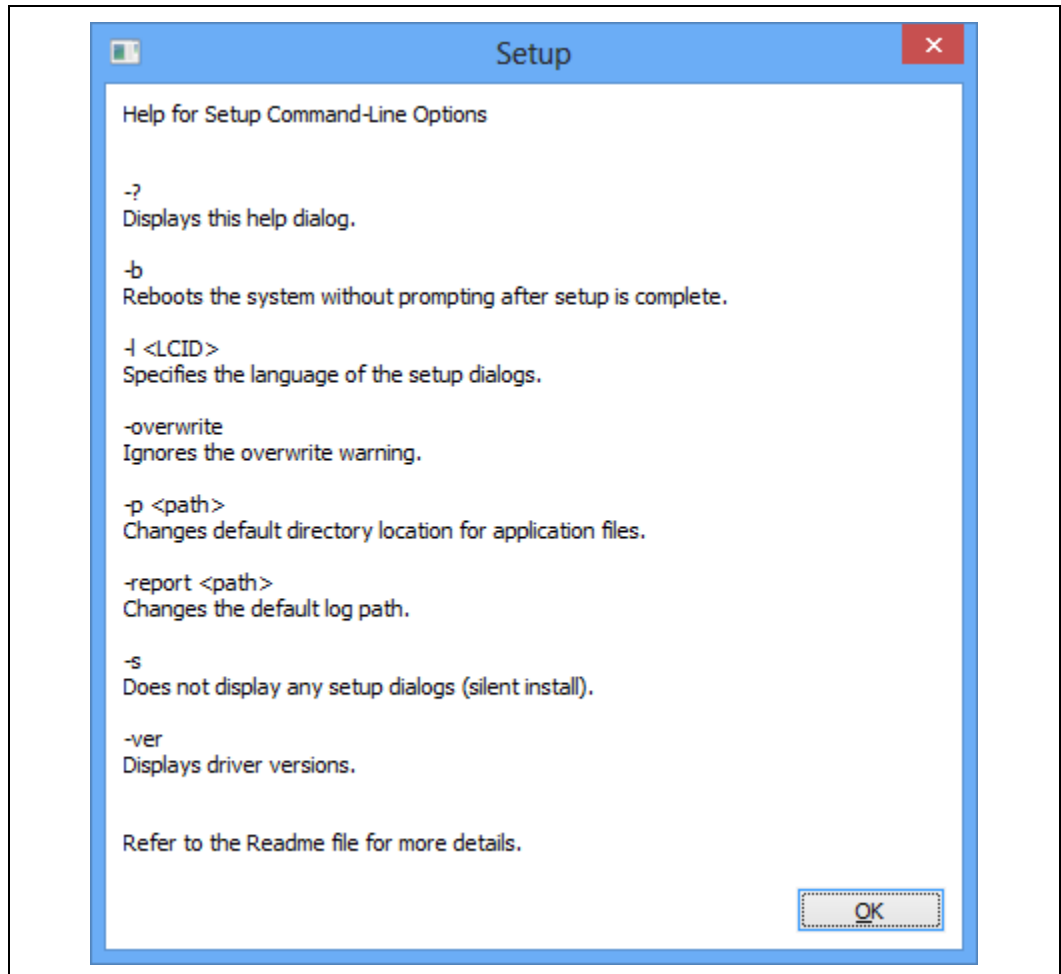 Setup
Help for Setup Command-Line Options
-?
Displays this help dialog.
-b
Reboots the system without prompting after setup is complete.
-l <LCID>
Specifies the language of the setup dialogs.
-overwrite
Ignores the overwrite warning.
-p <path>
Changes default directory location for application files.
-report <path>
Changes the default log path.
-s
Does not display any setup dialogs (silent install).
-ver
Displays driver versions.
Refer to the Readme file for more details.
OK